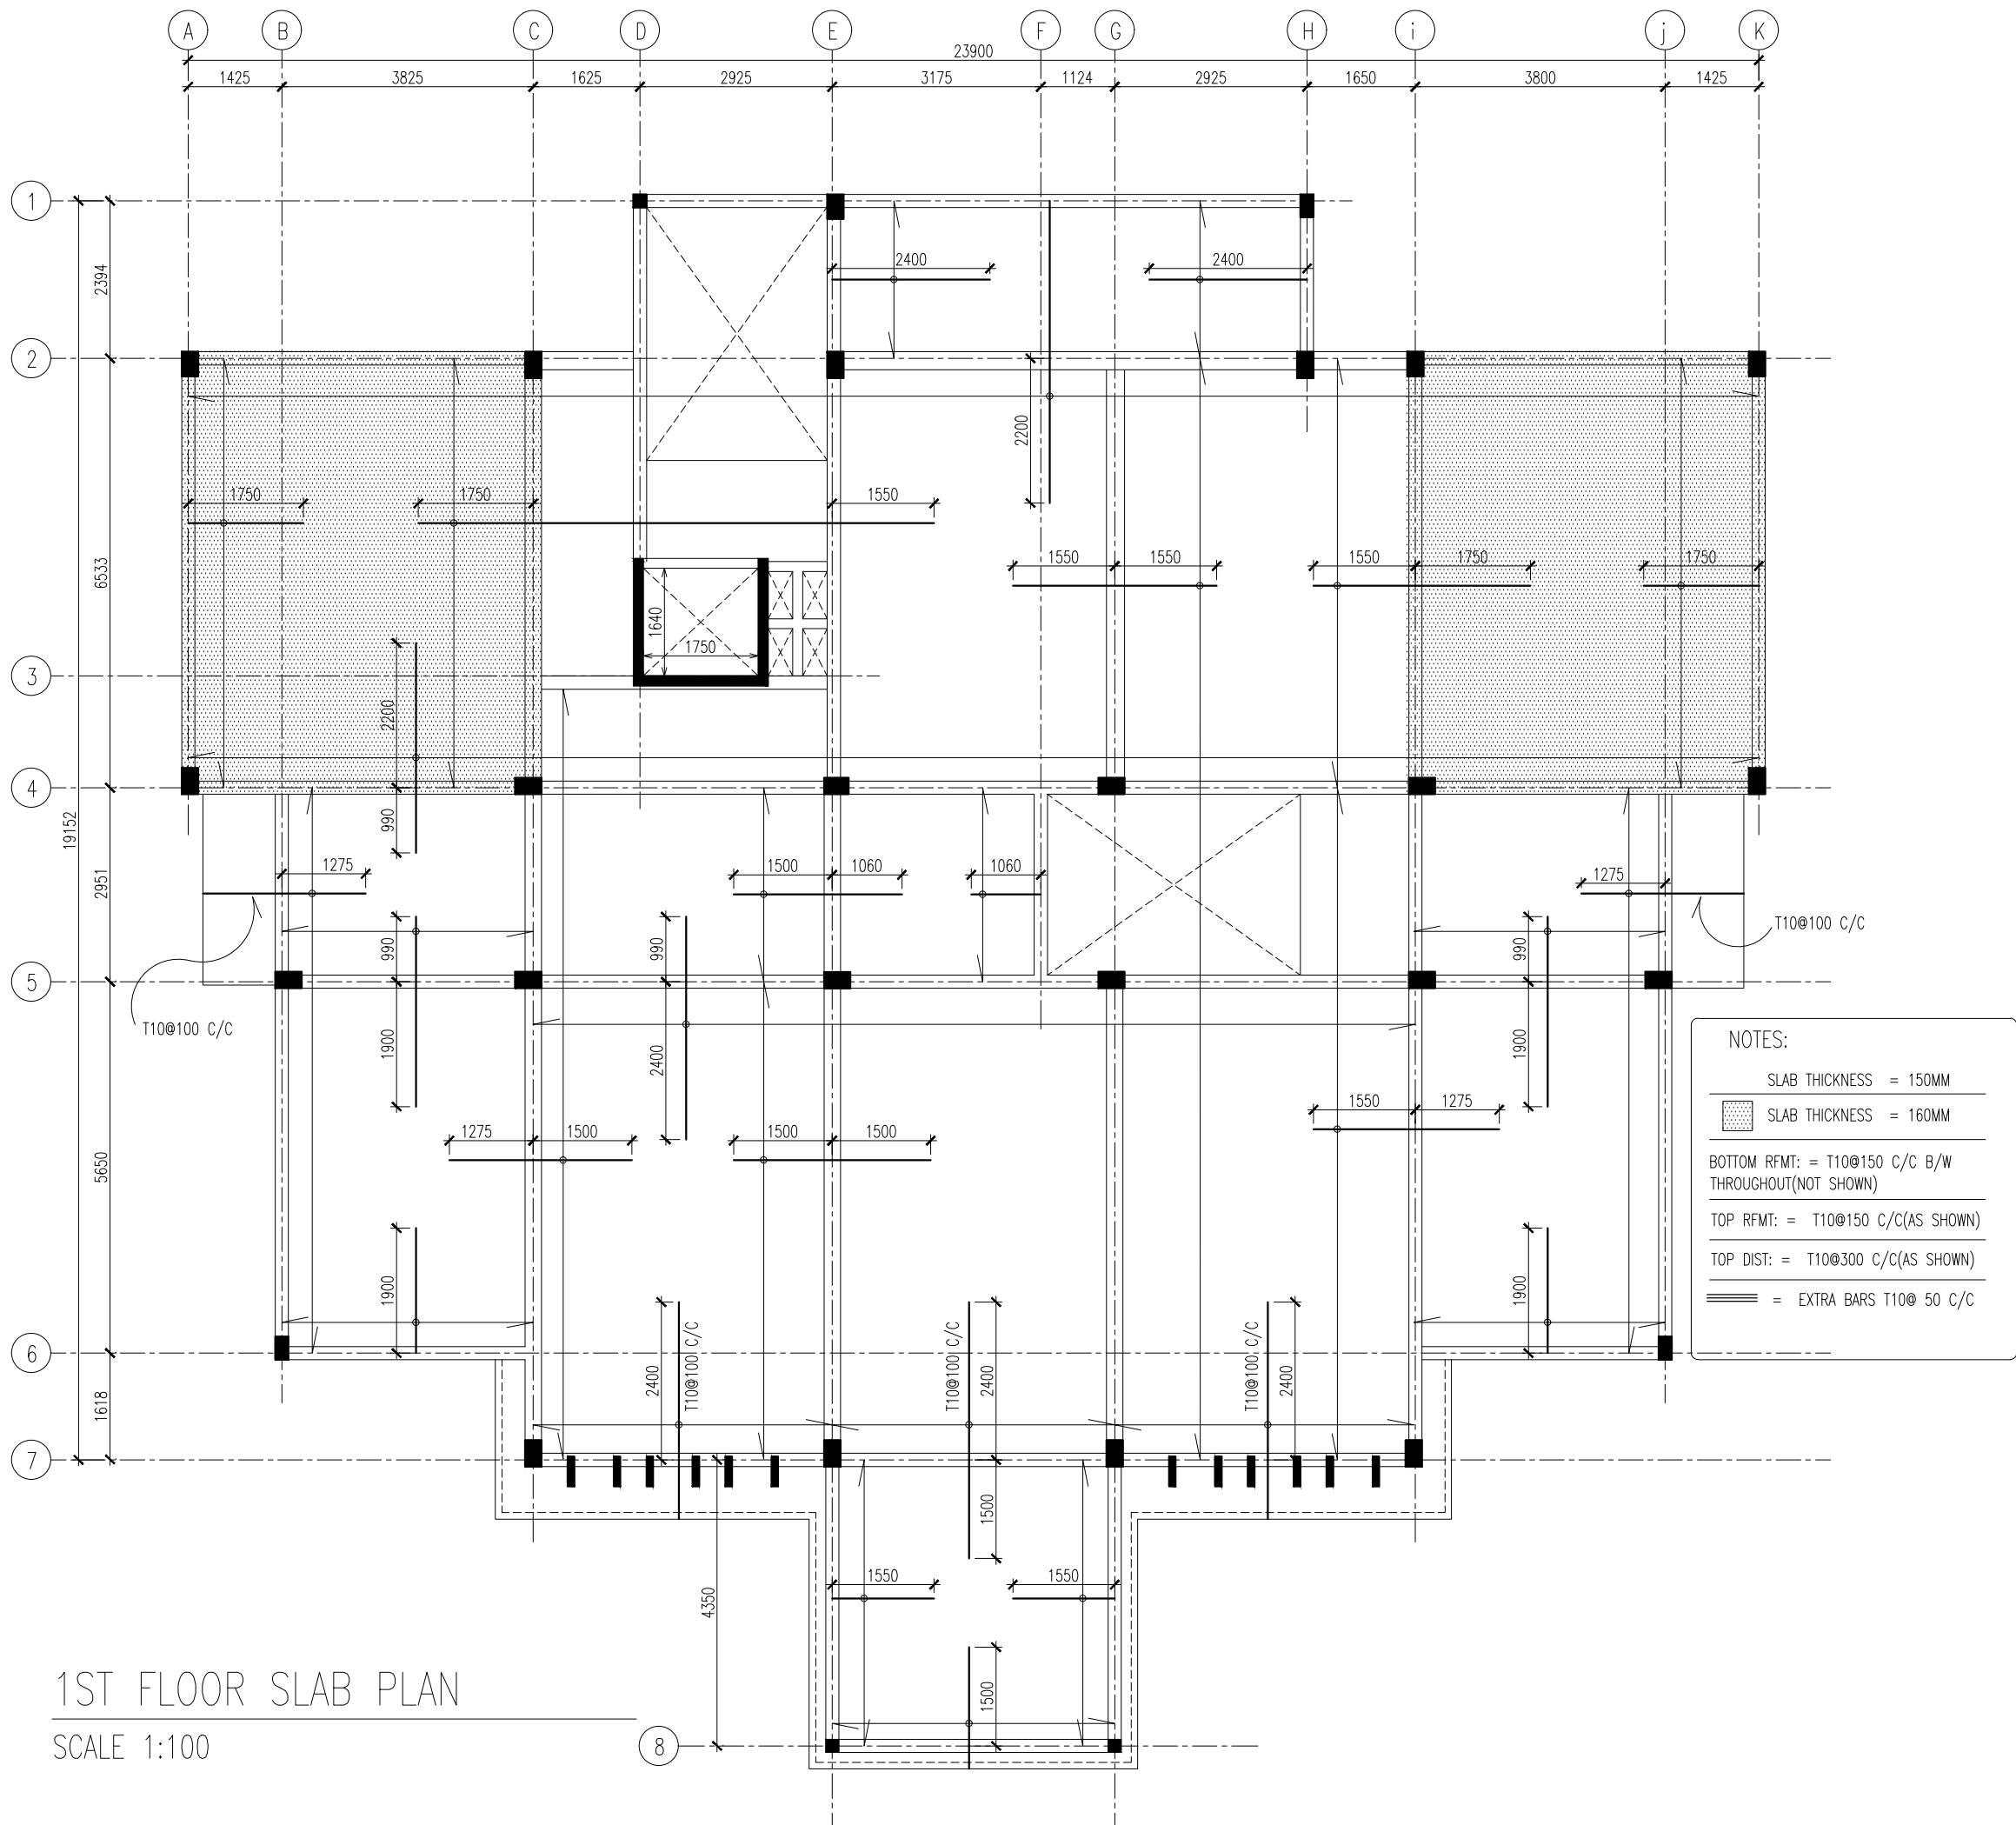 A B C D E F G H i j K
23900
1425 3825 1625 2925 3175 1124 2925 1650 3800 1425
1
2394
2400 2400
2
2200
1750 1750 1550
6533
1550 1550 1550 1750 1750
1640
1750
3
2200
4
19152
990
2951
1275 1500 1060 1060 1275
T10@100 C/C
990 990 990
5
T10@100 C/C
1900 2400 1900
NOTES:
SLAB THICKNESS = 150MM
SLAB THICKNESS = 160MM
BOTTOM RFMT: = T10@150 C/C B/W
THROUGHOUT(NOT SHOWN)
TOP RFMT: = T10@150 C/C(AS SHOWN)
TOP DIST: = T10@300 C/C(AS SHOWN)
= EXTRA BARS T10@ 50 C/C
1550 1275
1275 1500 1500 1500
5650
1900 1900
6
2400 T10@100 C/C T10@100 C/C 2400 T10@100 C/C 2400
1618
7
1500
4350
1550 1550
1500
8
1ST FLOOR SLAB PLAN
SCALE 1:100